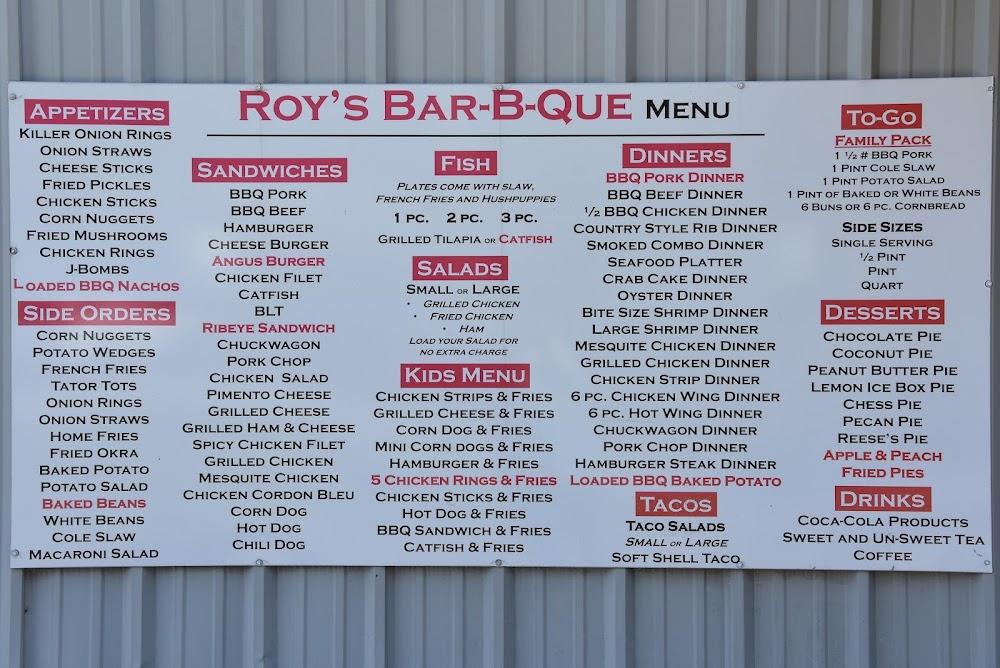 Roy's Bar-B-Que Menu
Appetizers
Killer Onion Rings
Onion Straws
Cheese Sticks
Fried Pickles
Chicken Sticks
Corn Nuggets
Fried Mushrooms
Chicken Rings
J-Bombs
Loaded BBQ Nachos
Side Orders
Corn Nuggets
Potato Wedges
French Fries
Tator Tots
Onion Rings
Onion Straws
Home Fries
Fried Okra
Baked Potato
Potato Salad
Baked Beans
White Beans
Cole Slaw
Macaroni Salad
Sandwiches
BBQ Pork
BBQ Beef
Hamburger
Cheese Burger
Angus Burger
Chicken Filet
Catfish
BLT
Ribeye Sandwich
Chuckwagon
Pork Chop
Chicken Salad
Pimento Cheese
Grilled Cheese
Grilled Ham & Cheese
Spicy Chicken Filet
Grilled Chicken
Mesquite Chicken
Chicken Cordon Bleu
Corn Dog
Hot Dog
Chili Dog
Fish
Plates come with slaw,
French Fries and Hushpuppies
1 pc. 2 pc. 3 pc.
Grilled Tilapia or Catfish
Salads
Small or Large
• Grilled Chicken
• Fried Chicken
• Ham
Load your Salad for
no extra charge
Kids Menu
Chicken Strips & Fries
Grilled Cheese & Fries
Corn Dog & Fries
Mini Corn dogs & Fries
Hamburger & Fries
5 Chicken Rings & Fries
Chicken Sticks & Fries
Hot Dog & Fries
BBQ Sandwich & Fries
Catfish & Fries
Dinners
BBQ Pork Dinner
BBQ Beef Dinner
½ BBQ Chicken Dinner
Country Style Rib Dinner
Smoked Combo Dinner
Seafood Platter
Crab Cake Dinner
Oyster Dinner
Bite Size Shrimp Dinner
Large Shrimp Dinner
Mesquite Chicken Dinner
Grilled Chicken Dinner
Chicken Strip Dinner
6 pc. Chicken Wing Dinner
6 pc. Hot Wing Dinner
Chuckwagon Dinner
Pork Chop Dinner
Hamburger Steak Dinner
Loaded BBQ Baked Potato
Tacos
Taco Salads
Small or Large
Soft Shell Taco
To-Go
Family Pack
1 ½ # BBQ Pork
1 Pint Cole Slaw
1 Pint Potato Salad
1 Pint of Baked or White Beans
6 Buns or 6 pc. Cornbread
Side Sizes
Single Serving
½ Pint
Pint
Quart
Desserts
Chocolate Pie
Coconut Pie
Peanut Butter Pie
Lemon Ice Box Pie
Chess Pie
Pecan Pie
Reese's Pie
Apple & Peach
Fried Pies
Drinks
Coca-Cola Products
Sweet and Un-Sweet Tea
Coffee